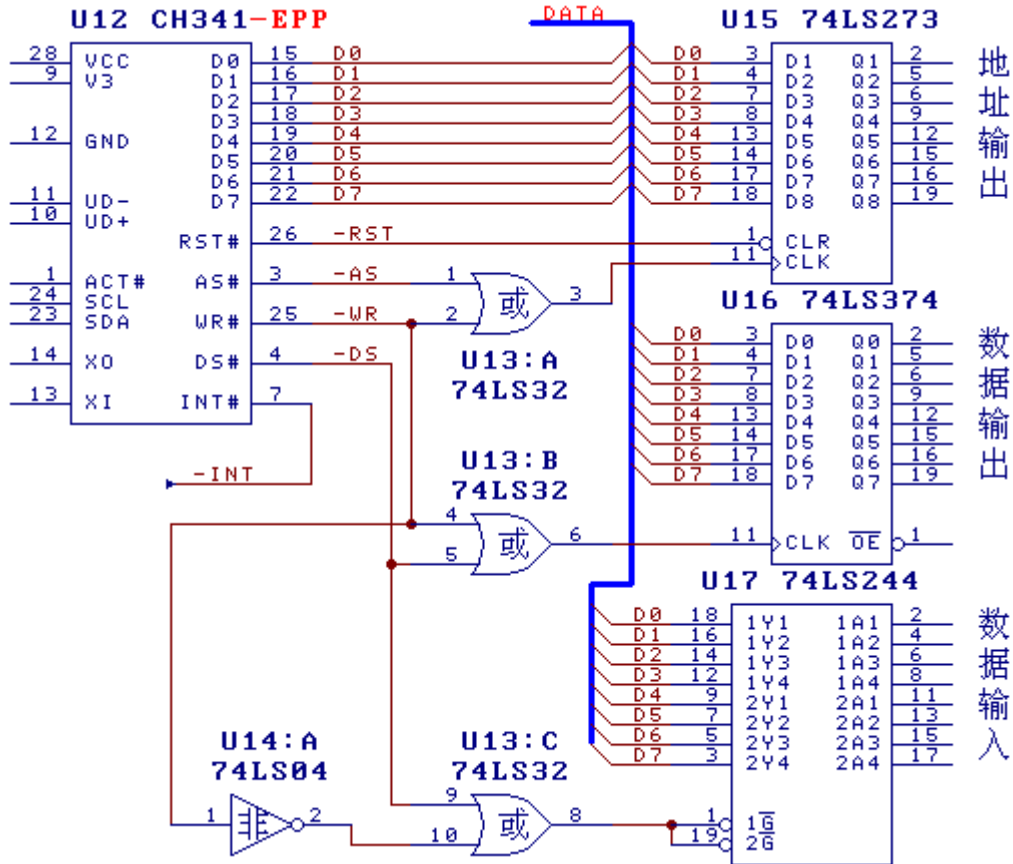 U12 CH341-EPP
28 VCC D0 15 D0
9 V3 D1 16 D1
D2 17 D2
D3 18 D3
12 GND D4 19 D4
D5 20 D5
D6 21 D6
11 UD- D7 22 D7
10 UD+
RST# 26 -RST
1 ACT# AS# 3 -AS
24 SCL
23 SDA WR# 25 -WR
14 XO DS# 4 -DS
13 XI INT# 7
-INT
DATA
1 或 3
2
U13:A
74LS32
U13:B
74LS32
4 或 6
5
U14:A
74LS04
1 非 2
U13:C
74LS32
9 或 8
10
U15 74LS273
D0 3 D1 Q1 2
D1 4 D2 Q2 5
D2 7 D3 Q3 6
D3 8 D4 Q4 9
D4 13 D5 Q5 12
D5 14 D6 Q6 15
D6 17 D7 Q7 16
D7 18 D8 Q8 19
1 CLR
11 CLK
地址输出
U16 74LS374
D0 3 D0 Q0 2
D1 4 D1 Q1 5
D2 7 D2 Q2 6
D3 8 D3 Q3 9
D4 13 D4 Q4 12
D5 14 D5 Q5 15
D6 17 D6 Q6 16
D7 18 D7 Q7 19
11 CLK OE 1
数据输出
U17 74LS244
D0 18 1Y1 1A1 2
D1 16 1Y2 1A2 4
D2 14 1Y3 1A3 6
D3 12 1Y4 1A4 8
D4 9 2Y1 2A1 11
D5 7 2Y2 2A2 13
D6 5 2Y3 2A3 15
D7 3 2Y4 2A4 17
1 1G
19 2G
数据输入